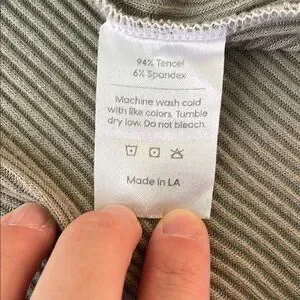 94% Tencel
6% Spandex
Machine wash cold
with like colors. Tumble
dry low. Do not bleach.
Made in LA